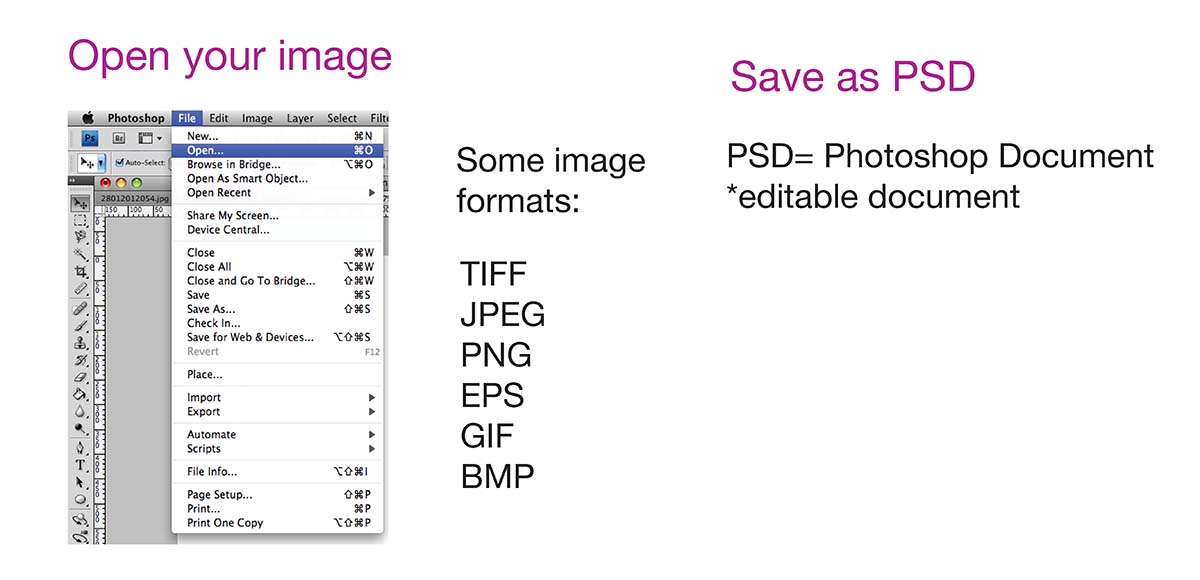 Open your image
Photoshop File Edit Image Layer Select Filte
Ps Br
Auto-Select:
28012012054.jpg
150 100 50
New... ⌘N
Open... ⌘O
Browse in Bridge... ⌥⌘O
Open As Smart Object...
Open Recent
Share My Screen...
Device Central...
Close ⌘W
Close All ⌥⌘W
Close and Go To Bridge... ⇧⌘W
Save ⌘S
Save As... ⇧⌘S
Check In...
Save for Web & Devices... ⌥⇧⌘S
Revert F12
Place...
Import
Export
Automate
Scripts
File Info... ⌥⇧⌘I
Page Setup... ⇧⌘P
Print... ⌘P
Print One Copy ⌥⇧⌘P
Some image
formats:
TIFF
JPEG
PNG
EPS
GIF
BMP
Save as PSD
PSD= Photoshop Document
*editable document